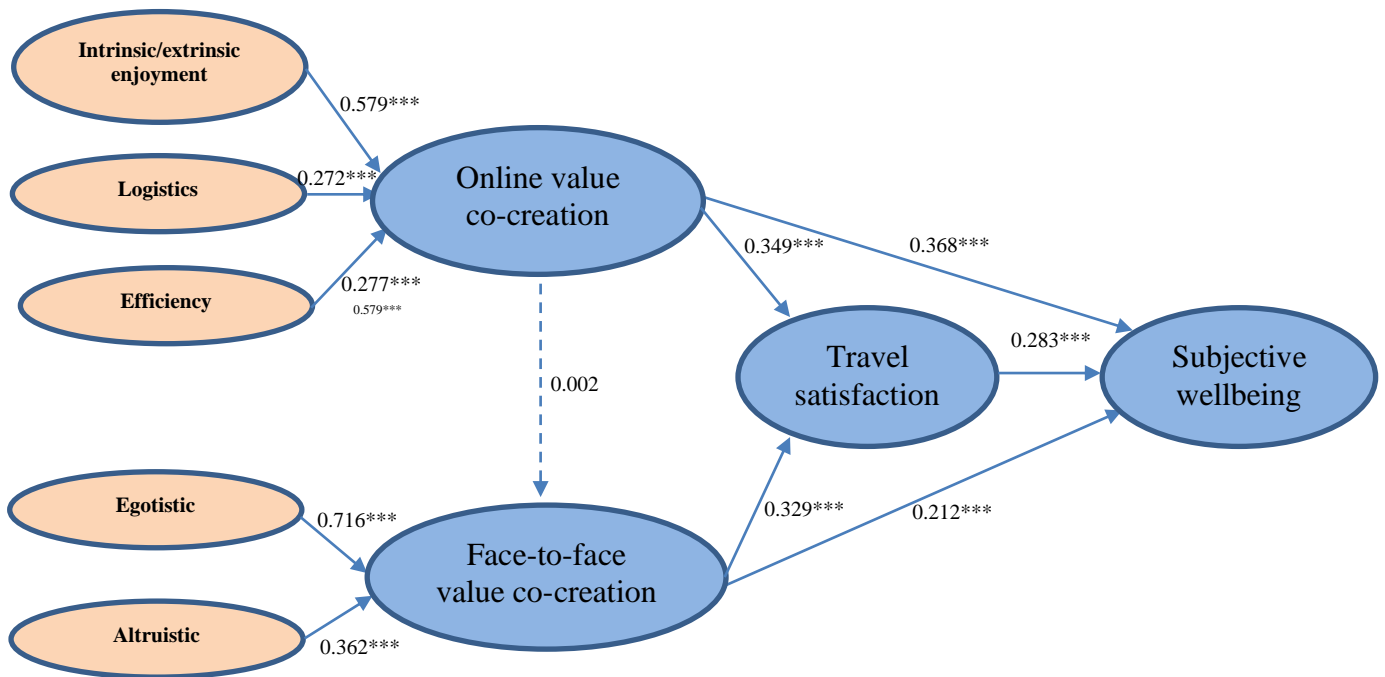 Intrinsic/extrinsic
enjoyment
0.579***
Logistics
0.272***
Online value
co-creation
Efficiency
0.277***
0.579***
0.349***
0.368***
0.002
Travel
satisfaction
0.283***
Subjective
wellbeing
Egotistic
0.716***
Face-to-face
value co-creation
0.329***
0.212***
Altruistic
0.362***